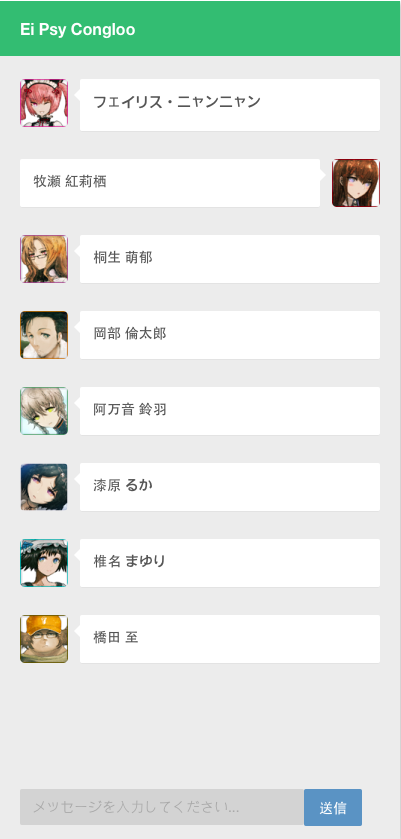 Ei Psy Congloo
フェイリス・ニャンニャン
牧瀬 紅莉栖
桐生 萌郁
岡部 倫太郎
阿万音 鈴羽
漆原 るか
椎名 まゆり
橋田 至
メッセージを入力してください...
送信